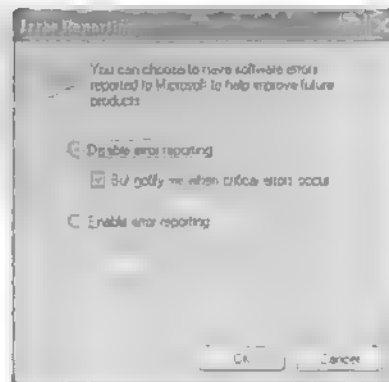 Error Reporting
You can choose to have software errors
reported to Microsoft to help improve future
products.
Disable error reporting
But notify me when critical errors occur
Enable error reporting
OK
Cancel